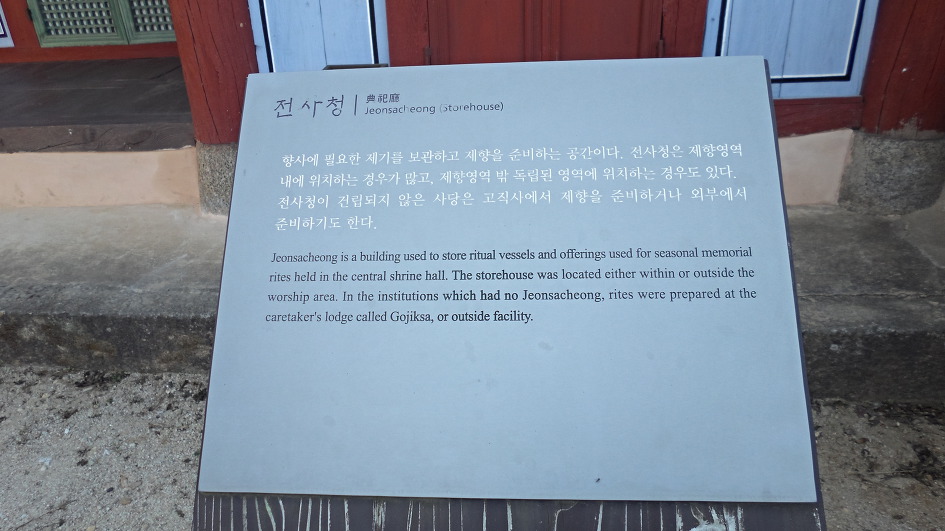 전사청 | 典祀廳
Jeonsacheong (Storehouse)
향사에 필요한 제기를 보관하고 제향을 준비하는 공간이다. 전사청은 제향영역
내에 위치하는 경우가 많고, 제향영역 밖 독립된 영역에 위치하는 경우도 있다.
전사청이 건립되지 않은 사당은 고직사에서 제향을 준비하거나 외부에서
준비하기도 한다.
Jeonsacheong is a building used to store ritual vessels and offerings used for seasonal memorial
rites held in the central shrine hall. The storehouse was located either within or outside the
worship area. In the institutions which had no Jeonsacheong, rites were prepared at the
caretaker's lodge called Gojiksa, or outside facility.